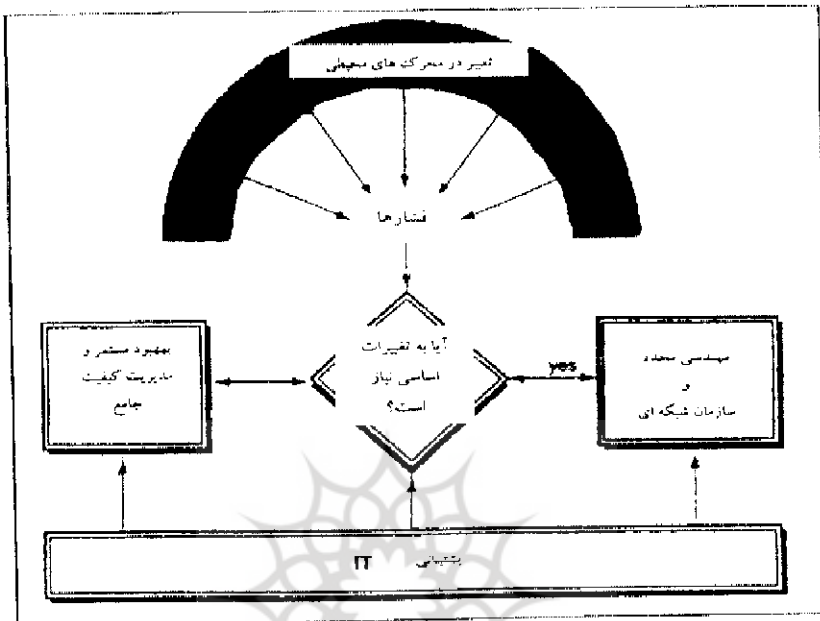 تغییر در محرک های محیطی
فشارها
آیا به تغییرات
اساسی نیاز
است؟
yes
مهندسی مجدد
و
سازمان شبکه ای
بهبود مستمر و
مدیریت کیفیت
جامع
پشتیبانی IT